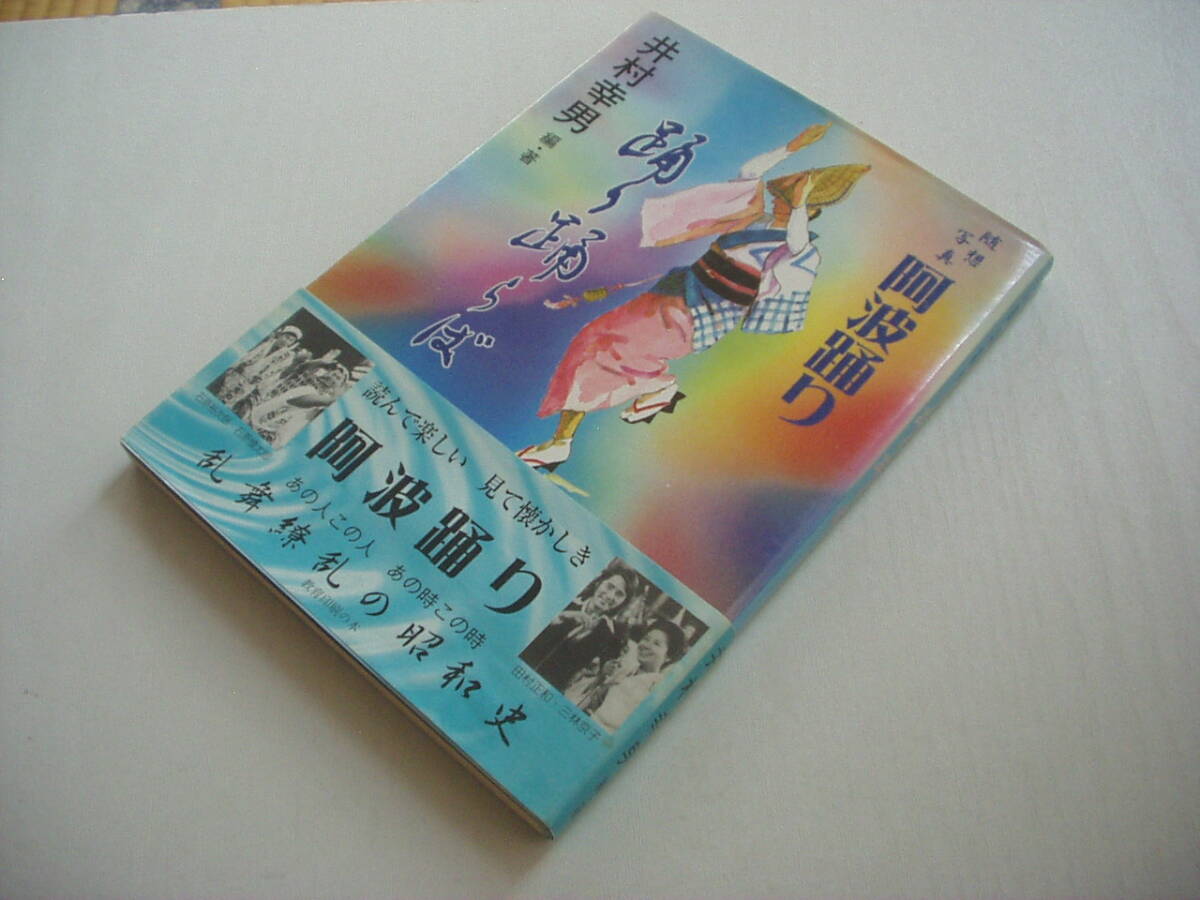 随想
写真
阿波踊り
踊り踊らば
井村幸男
編・著
読んで楽しい 見て懐かしき
阿波踊り
あの人この人 あの時この時
乱舞繚乱の昭和史
教育出版の本
田村正和・三林京子